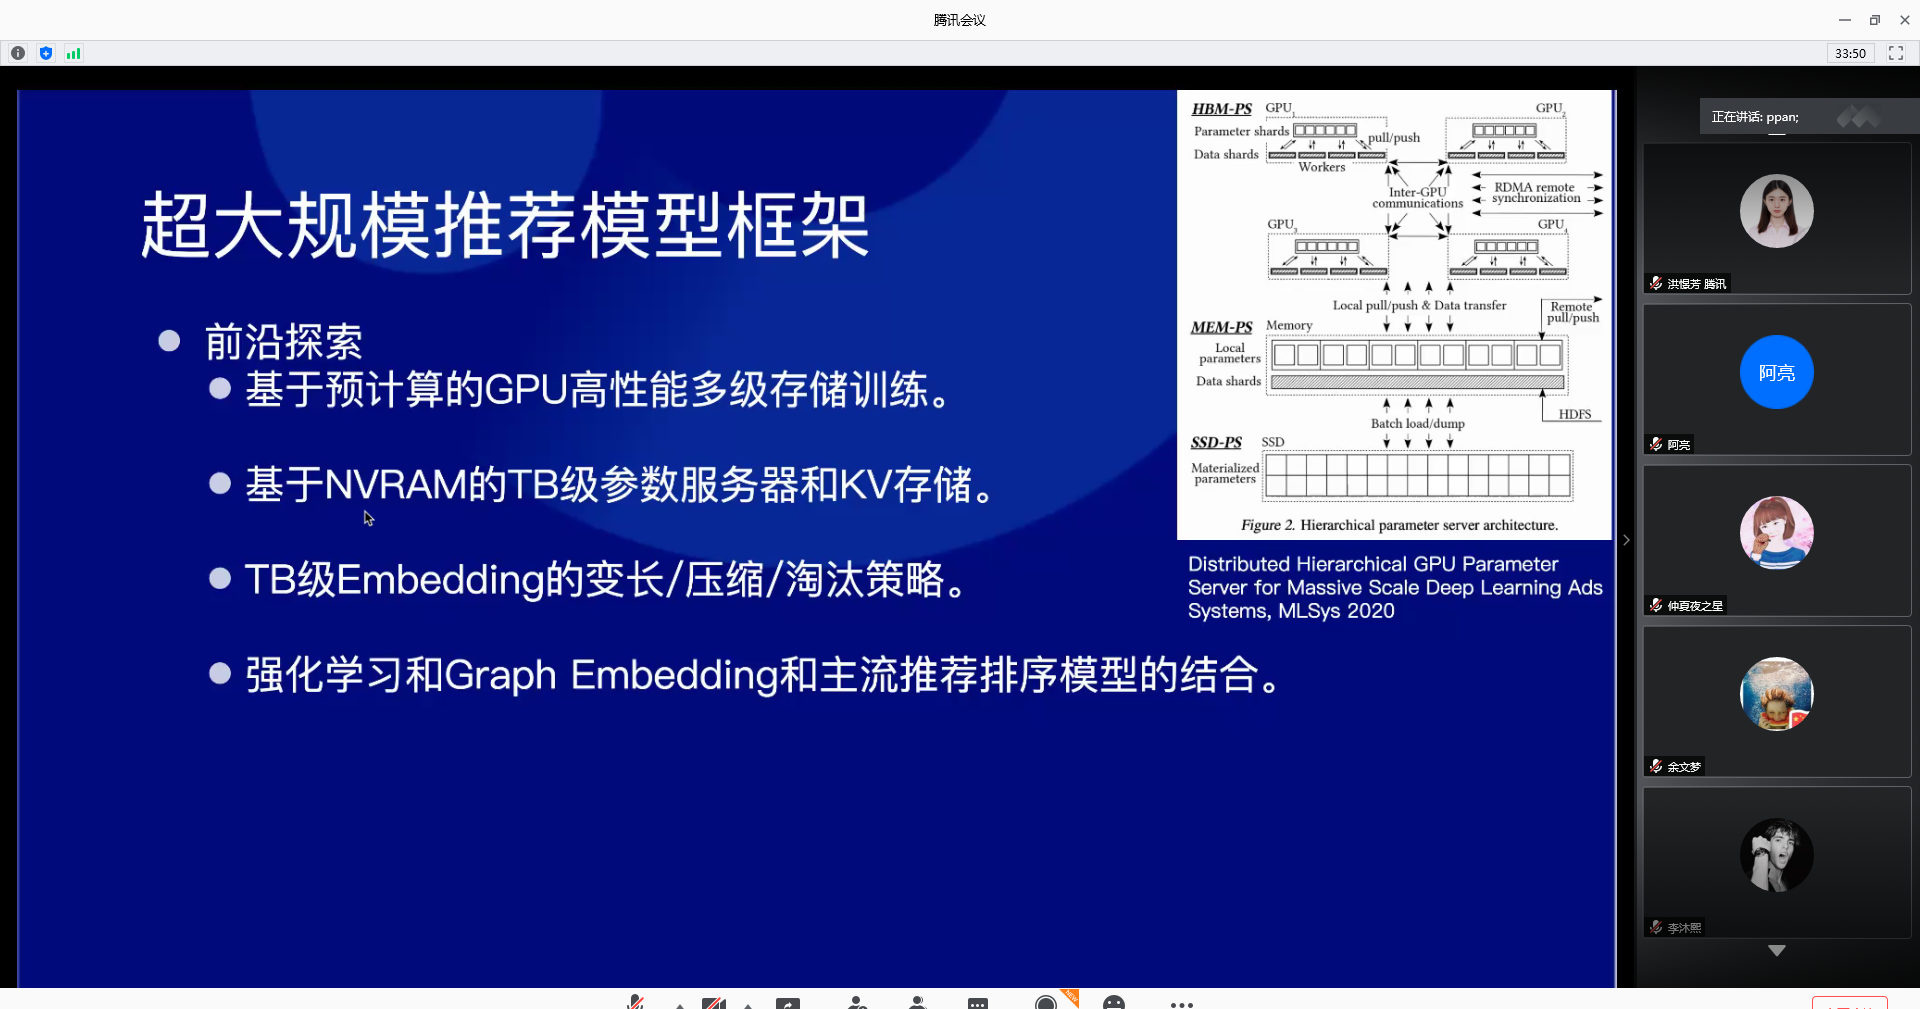 腾讯会议
33:50
正在讲话: ppan;
超大规模推荐模型框架
前沿探索
基于预计算的GPU高性能多级存储训练。
基于NVRAM的TB级参数服务器和KV存储。
TB级Embedding的变长/压缩/淘汰策略。
强化学习和Graph Embedding和主流推荐排序模型的结合。
HBM-PS
GPU1
GPU2
Parameter shards
pull/push
Data shards
Workers
Inter-GPU
communications
RDMA remote
synchronization
GPU3
GPU4
Local pull/push & Data transfer
Remote
pull/push
MEM-PS
Memory
Local
parameters
Data shards
HDFS
Batch load/dump
SSD-PS
SSD
Materialized
parameters
Figure 2. Hierarchical parameter server architecture.
Distributed Hierarchical GPU Parameter
Server for Massive Scale Deep Learning Ads
Systems, MLSys 2020
洪恨芳 腾讯
阿亮
阿亮
仲夏夜之星
余文梦
李沐熙
NEW